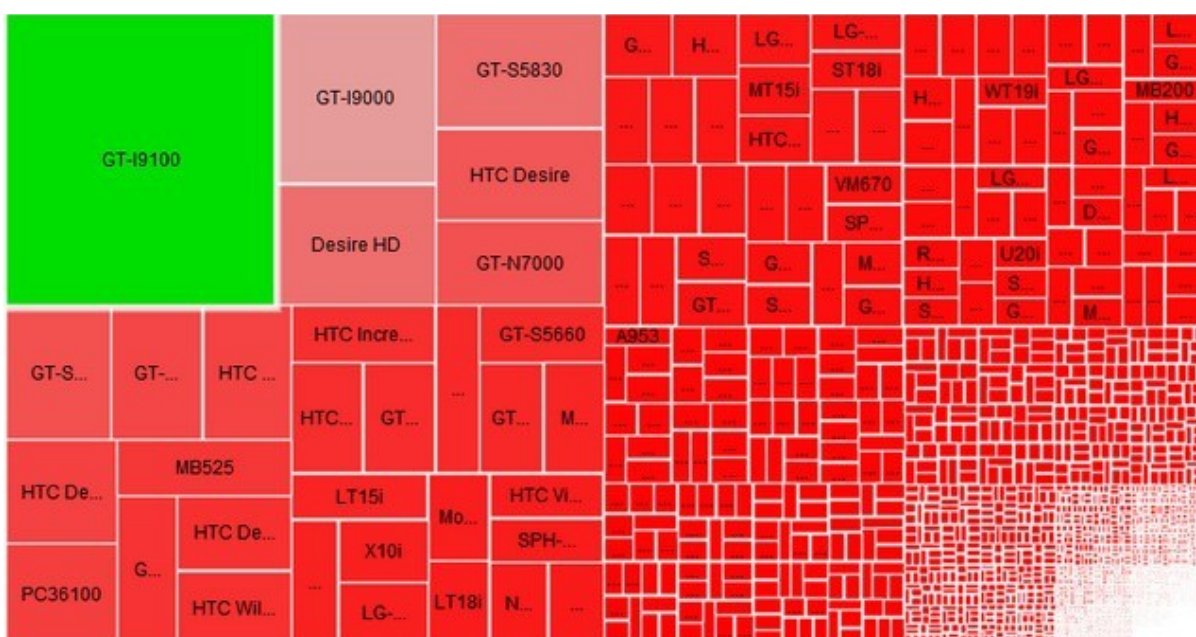 GT-I9100
GT-I9000
GT-S5830
HTC Desire
Desire HD
GT-N7000
GT-S...
GT-...
HTC ...
HTC De...
MB525
G...
HTC De...
PC36100
HTC Wil...
HTC Incre...
...
GT-S5660
HTC...
GT...
GT...
M...
LT15i
Mo...
HTC Vi...
SPH-...
...
X10i
LG-...
LT18i
N...
...
G...
H...
LG...
LG-...
MT15i
ST18i
HTC...
VM670
SP...
S...
G...
M...
GT...
S...
G...
A953
H...
WT19i
LG...
MB200
L...
G...
H...
G...
G...
LG...
L...
D...
R...
U20i
H...
S...
S...
G...
M...